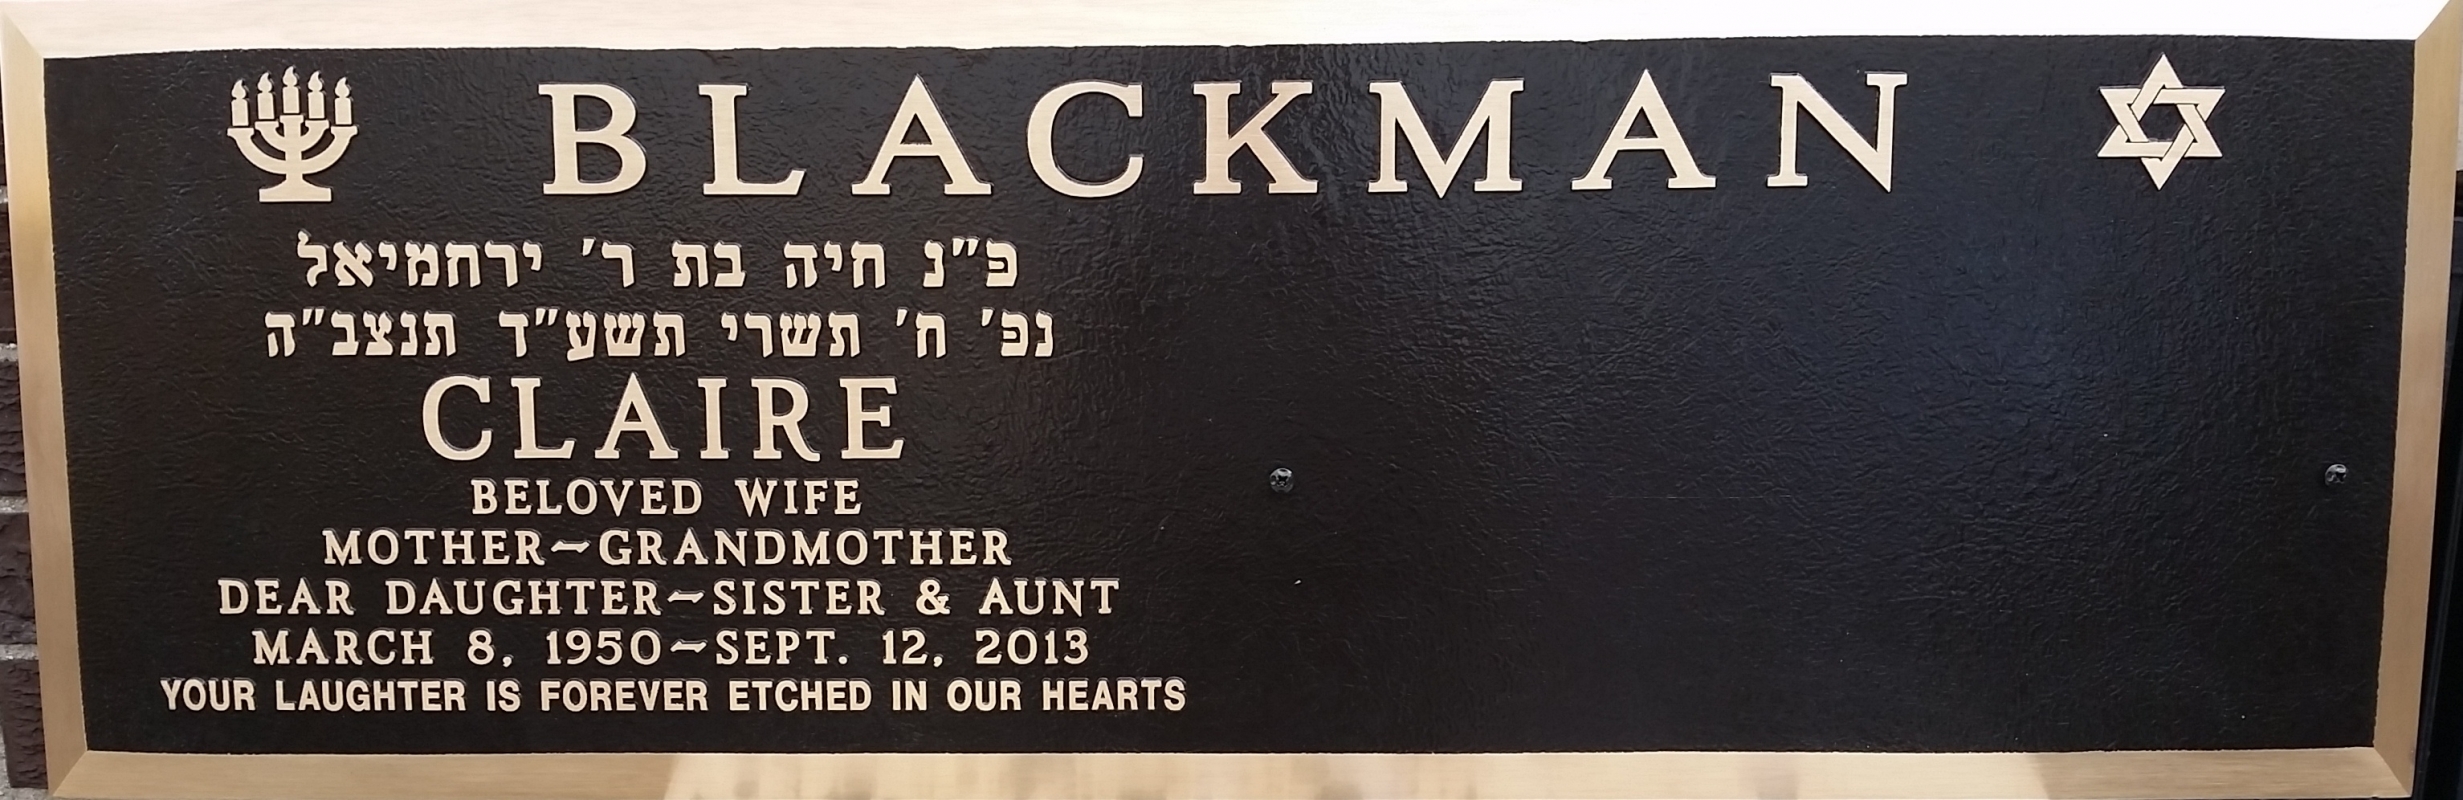 BLACKMAN
פ"נ חיה בת ר' ירחמיאל
נפ' ח' תשרי תשע"ד תנצב"ה
CLAIRE
BELOVED WIFE
MOTHER~GRANDMOTHER
DEAR DAUGHTER~SISTER & AUNT
MARCH 8, 1950~SEPT. 12, 2013
YOUR LAUGHTER IS FOREVER ETCHED IN OUR HEARTS